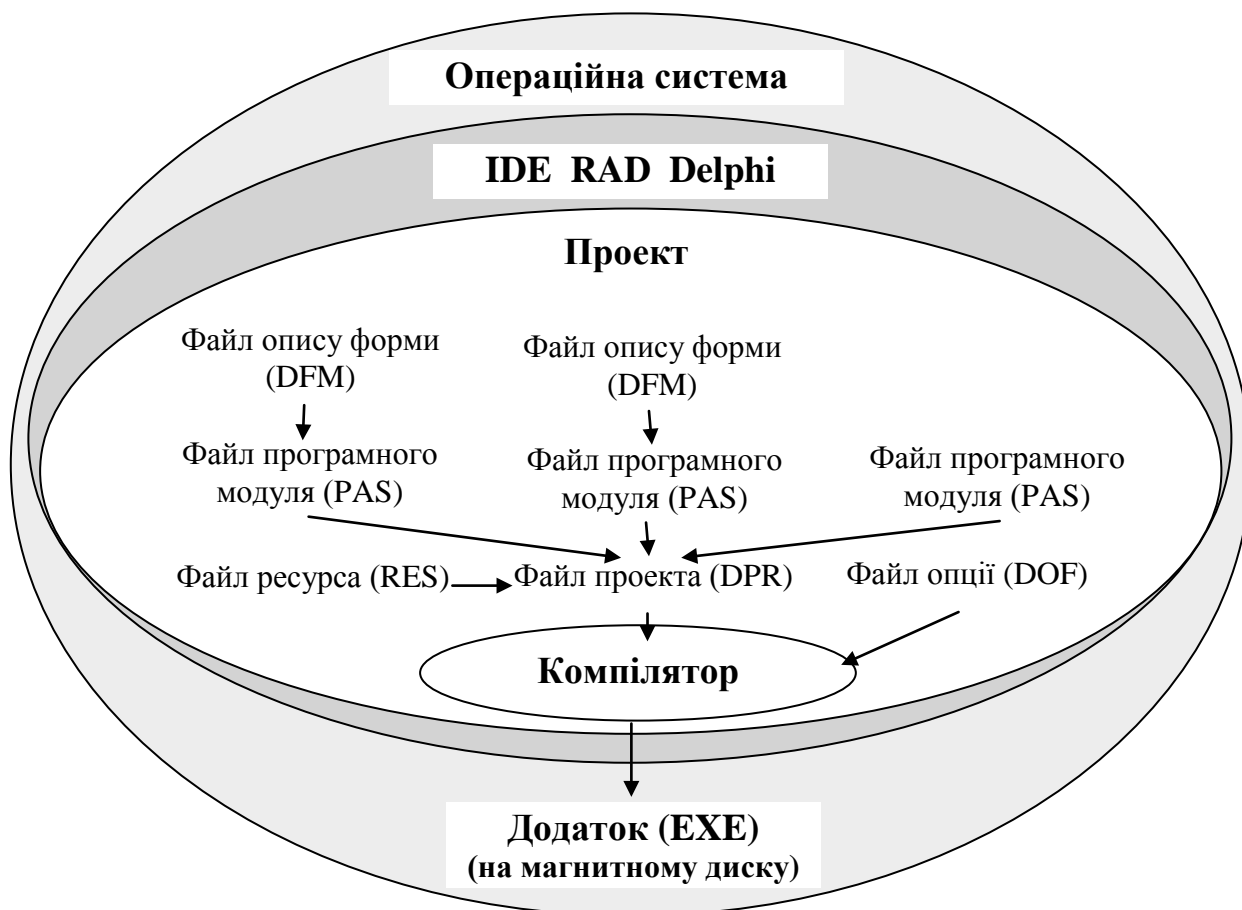 Операційна система
IDE RAD Delphi
Проект
Файл опису форми
(DFM)
Файл опису форми
(DFM)
Файл програмного
модуля (PAS)
Файл програмного
модуля (PAS)
Файл програмного
модуля (PAS)
Файл ресурса (RES)
Файл проекта (DPR)
Файл опції (DOF)
Компілятор
Додаток (EXE)
(на магнитному диску)